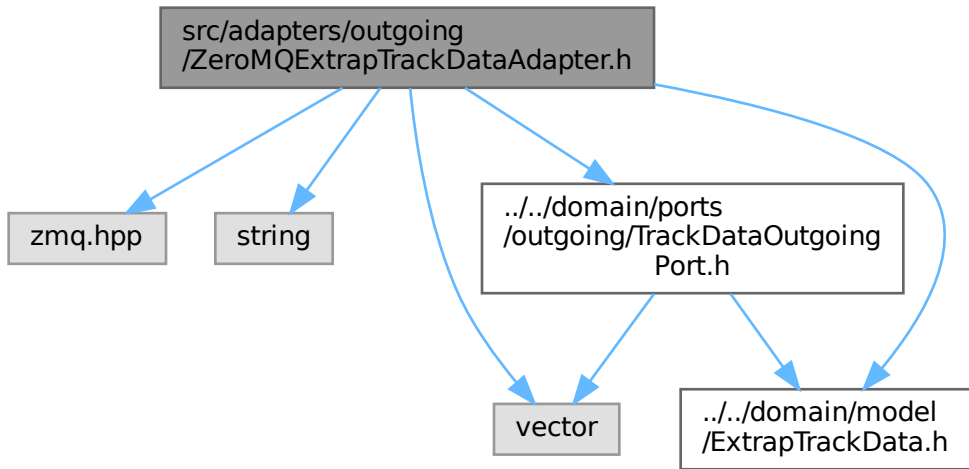 src/adapters/outgoing
/ZeroMQExtrapTrackDataAdapter.h
zmq.hpp
string
../../domain/ports
/outgoing/TrackDataOutgoing
Port.h
vector
../../domain/model
/ExtrapTrackData.h